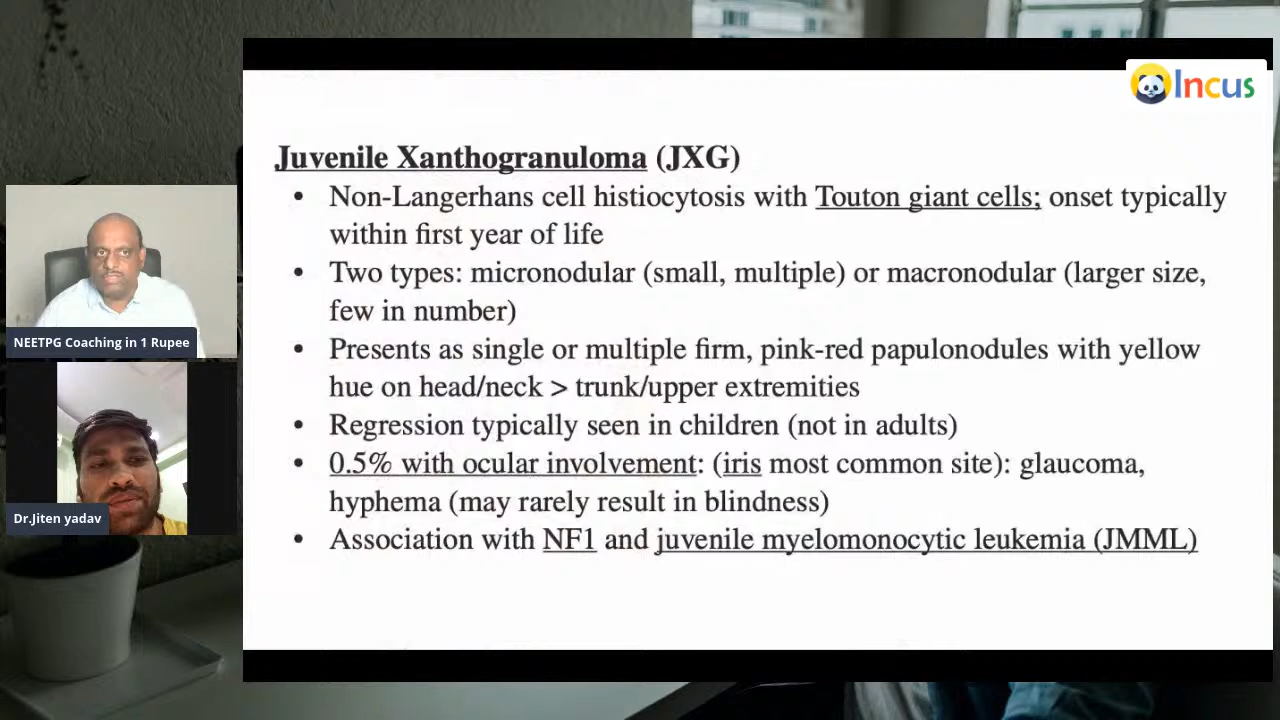 Incus
Juvenile Xanthogranuloma (JXG)
• Non-Langerhans cell histiocytosis with Touton giant cells; onset typically
within first year of life
• Two types: micronodular (small, multiple) or macronodular (larger size,
few in number)
• Presents as single or multiple firm, pink-red papulonodules with yellow
hue on head/neck > trunk/upper extremities
• Regression typically seen in children (not in adults)
• 0.5% with ocular involvement: (iris most common site): glaucoma,
hyphema (may rarely result in blindness)
• Association with NF1 and juvenile myelomonocytic leukemia (JMML)
NEETPG Coaching in 1 Rupee
Dr.Jiten yadav